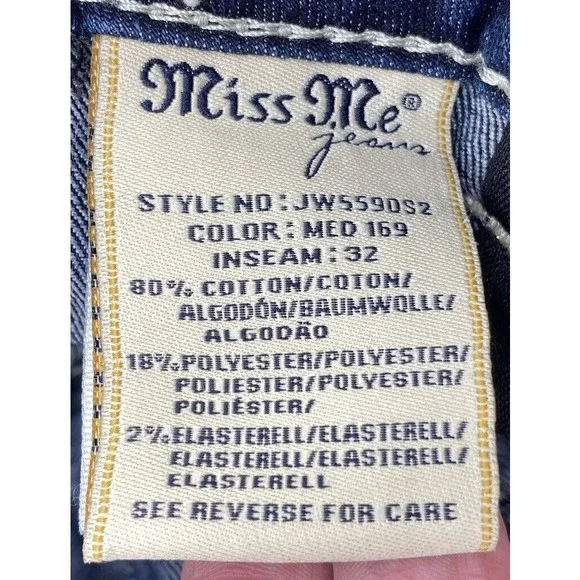 Miss Me®
jeans
STYLE NO: JW5590S2
COLOR: MED 169
INSEAM: 32
80% COTTON/COTON/
ALGODÓN/BAUMWOLLE/
ALGODÃO
18% POLYESTER/POLYESTER/
POLIESTER/POLYESTER/
POLIÉSTER/
2% ELASTERELL/ELASTERELL/
ELASTERELL/ELASTERELL/
ELASTERELL
SEE REVERSE FOR CARE